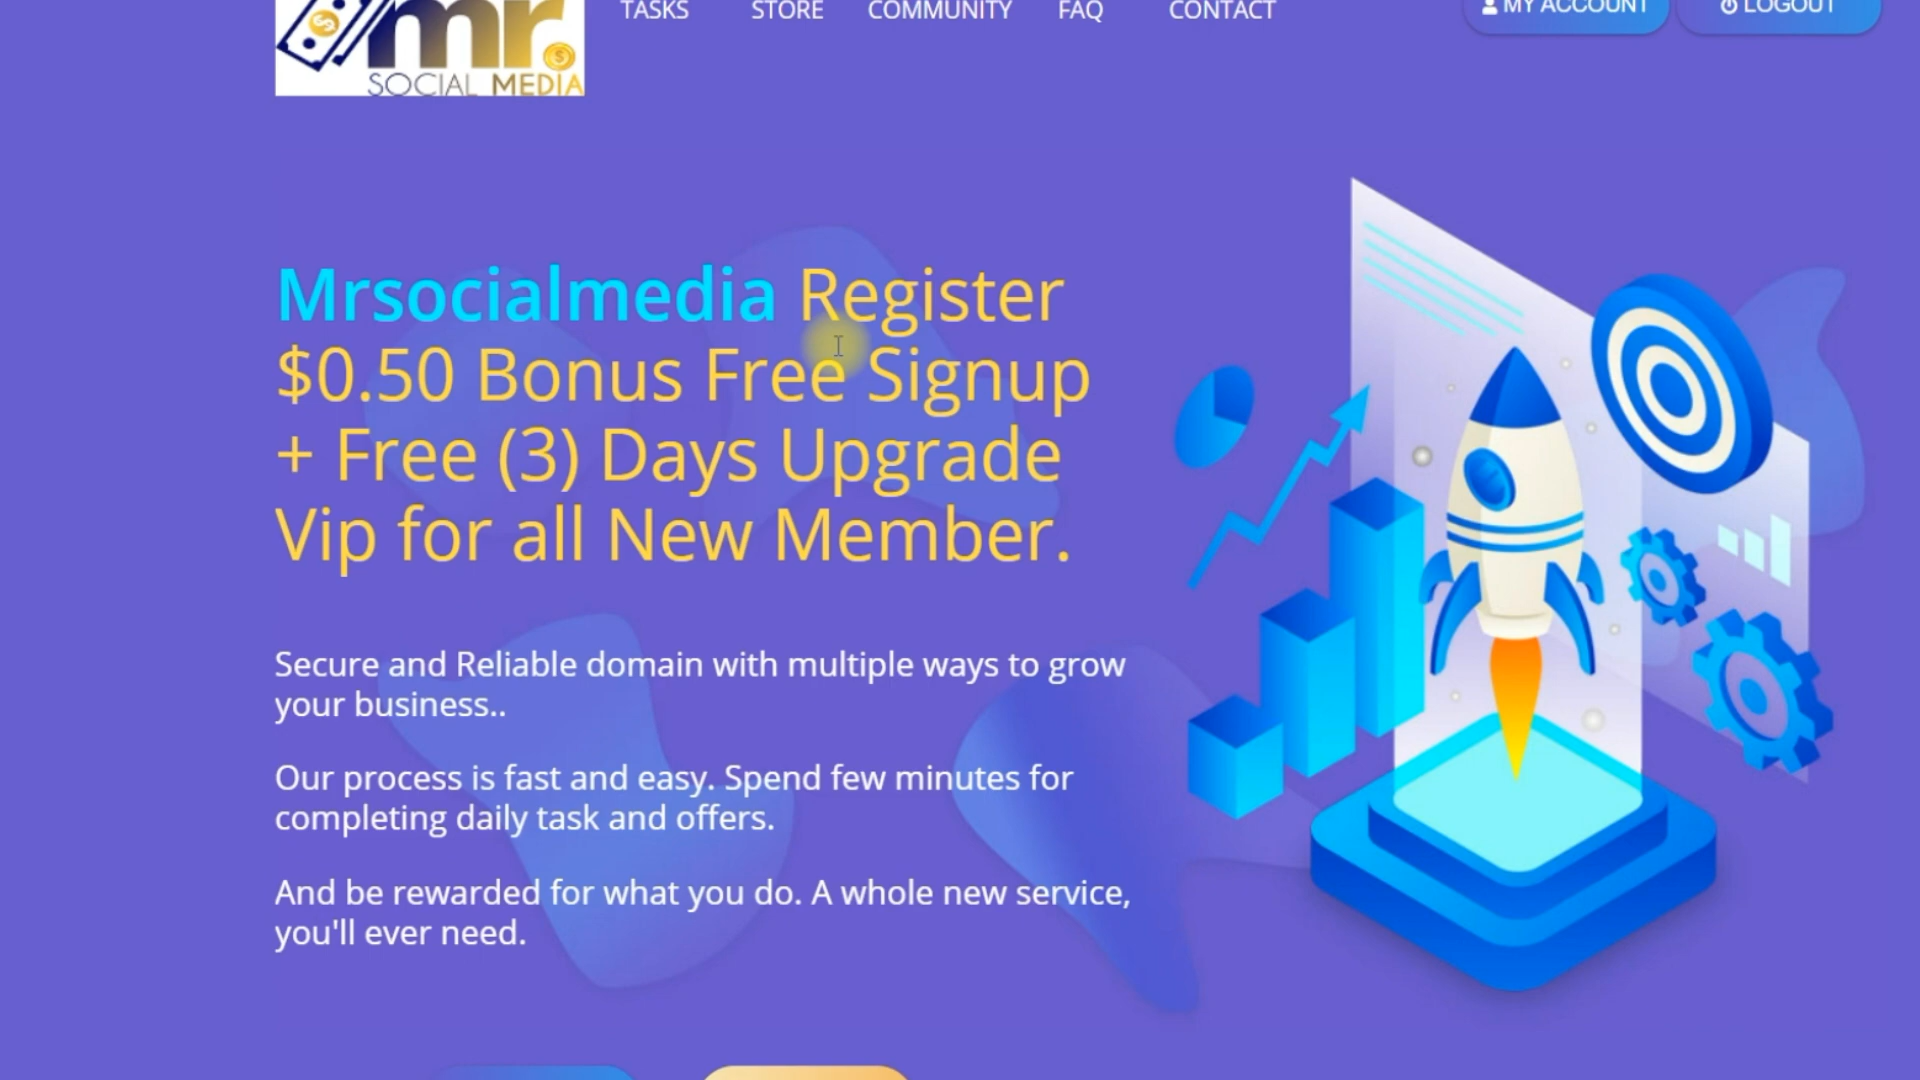 TASKS STORE COMMUNITY FAQ CONTACT MY ACCOUNT LOGOUT
mr.
SOCIAL MEDIA
Mrsocialmedia Register
$0.50 Bonus Free Signup
+ Free (3) Days Upgrade
Vip for all New Member.
Secure and Reliable domain with multiple ways to grow
your business..
Our process is fast and easy. Spend few minutes for
completing daily task and offers.
And be rewarded for what you do. A whole new service,
you'll ever need.